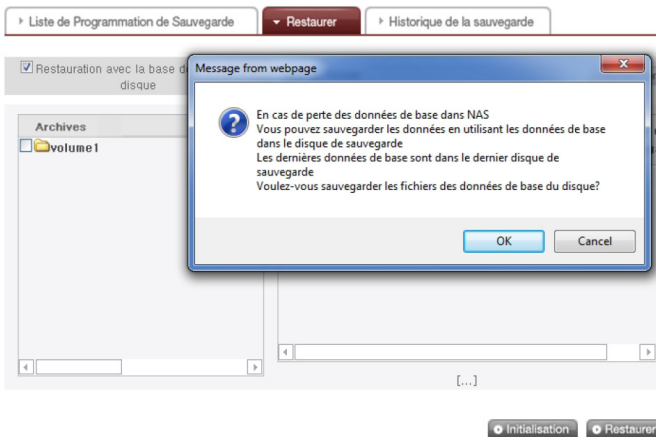 Liste de Programmation de Sauvegarde
Restaurer
Historique de la sauvegarde
Restauration avec la base de
disque
Message from webpage
En cas de perte des données de base dans NAS
Vous pouvez sauvegarder les données en utilisant les données de base
dans le disque de sauvegarde
Les dernières données de base sont dans le dernier disque de
sauvegarde
Voulez-vous sauvegarder les fichiers des données de base du disque?
OK
Cancel
Archives
volume1
[...]
Initialisation
Restaurer